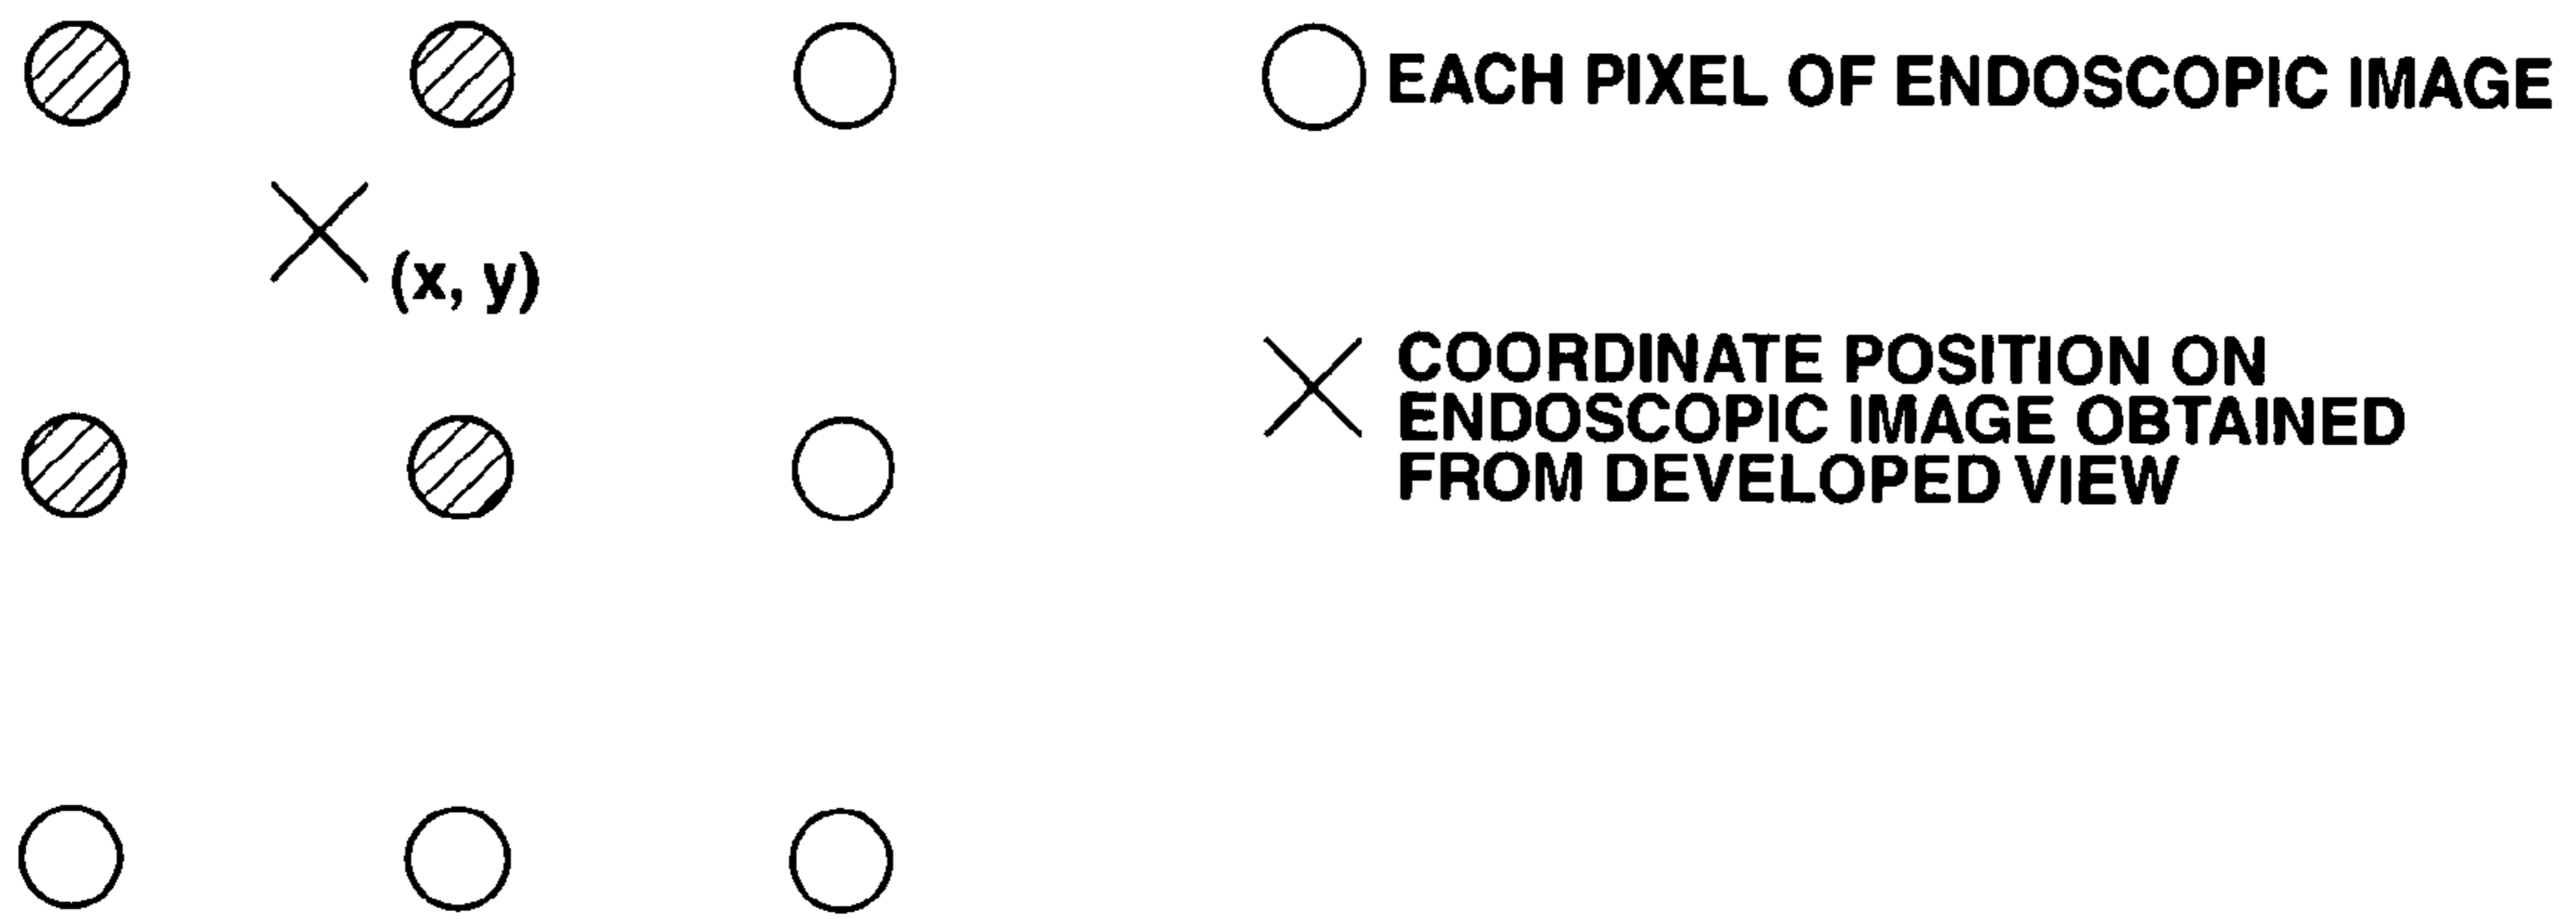 EACH PIXEL OF ENDOSCOPIC IMAGE
(x, y)
COORDINATE POSITION ON
ENDOSCOPIC IMAGE OBTAINED
FROM DEVELOPED VIEW